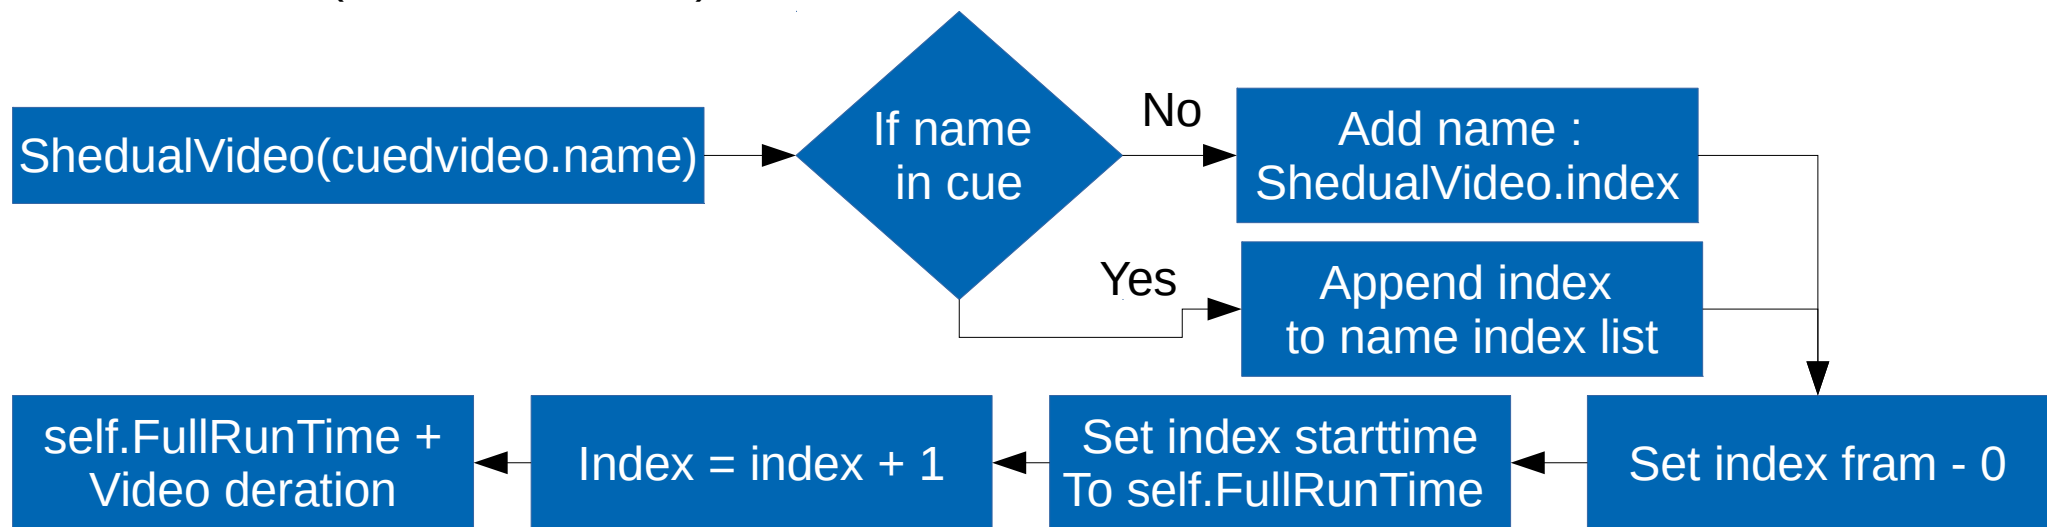 ShedualVideo(cuedvideo.name)
If name
in cue
No
Add name :
ShedualVideo.index
Yes
Append index
to name index list
Set index fram - 0
Set index starttime
To self.FullRunTime
Index = index + 1
self.FullRunTime +
Video deration